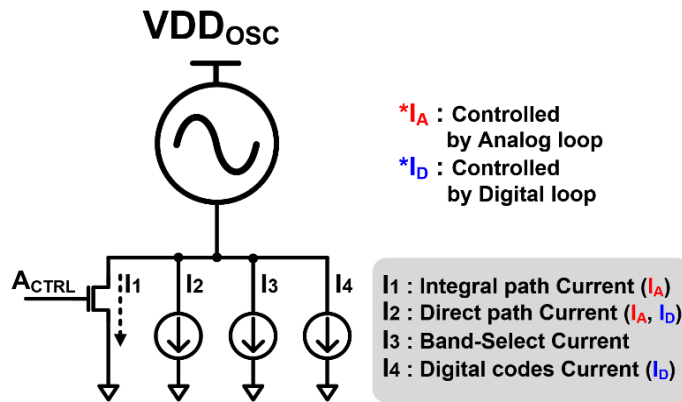 VDDOSC
*IA : Controlled
by Analog loop
*ID : Controlled
by Digital loop
ACTRL
I1
I2
I3
I4
I1 : Integral path Current (IA)
I2 : Direct path Current (IA, ID)
I3 : Band-Select Current
I4 : Digital codes Current (ID)